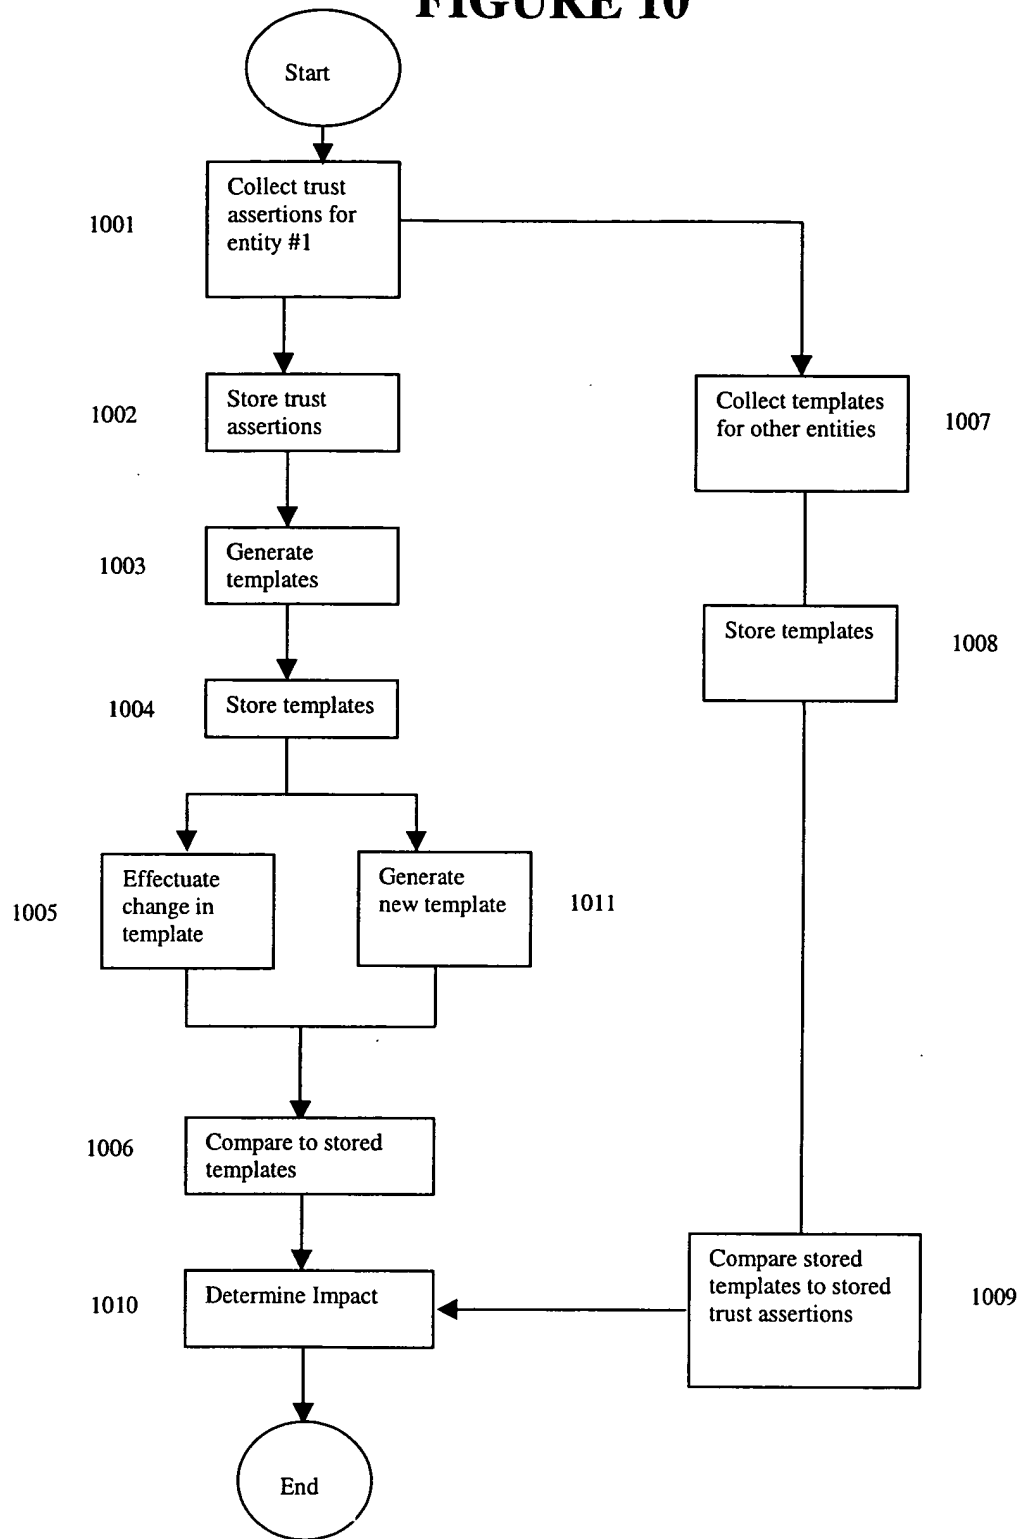 FIGURE 10
Start
Collect trust
assertions for
entity #1
1001
Store trust
assertions
1002
Collect templates
for other entities
1007
Generate
templates
1003
Store templates
1008
Store templates
1004
Effectuate
change in
template
1005
Generate
new template
1011
Compare to stored
templates
1006
Compare stored
templates to stored
trust assertions
1009
Determine Impact
1010
End